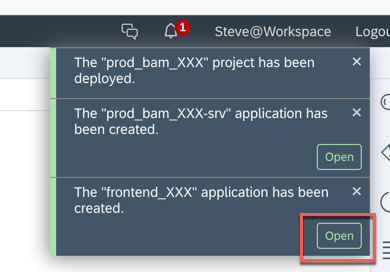 1
Steve@Workspace
Logou
The "prod_bam_XXX" project has been
deployed.
The "prod_bam_XXX-srv" application has
been created.
Open
The "frontend_XXX" application has been
created.
Open